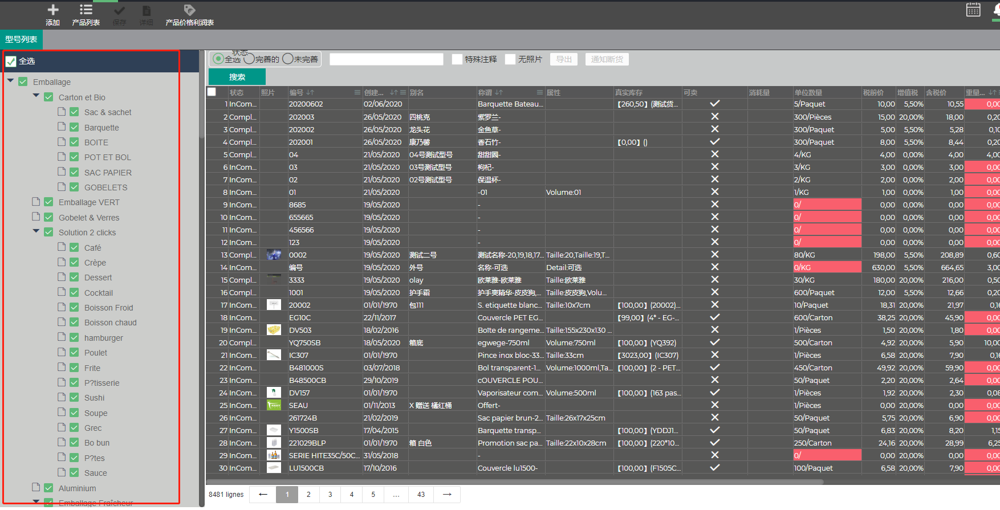 添加 产品列表 保存 详细 产品价格利润表
型号列表
全选
Emballage
Carton et Bio
Sac & sachet
Barquette
BOITE
POT ET BOL
SAC PAPIER
GOBELETS
Emballage VERT
Gobelet & Verres
Solution 2 clicks
Café
Crèpe
Dessert
Cocktail
Boisson Froid
Boisson chaud
hamburger
Poulet
Frite
P?tisserie
Sushi
Soupe
Grec
Bo bun
P?tes
Sauce
Aluminium
Emballage Fraîcheur
状态
全选 完善的 未完善 特殊注释 无照片 导出 通知断货
搜索
状态 照片 编号 创建... 别名 称谓 属性 真实库存 可卖 消耗量 单位数量 税前价 增值税 含税价 重量...
1 InCom... 20200602 02/06/2020 Barquette Bateau... 【260,50】(测试货... 5/Paquet 10,00 5,50% 10,55 0,00
2 Compl... 202003 26/05/2020 四桃克 紫罗兰- 300/Pièces 15,00 20,00% 18,00 0,20
3 Compl... 202002 26/05/2020 龙头花 金鱼草- 300/Paquet 5,00 5,50% 5,28 0,10
4 Compl... 202001 26/05/2020 康乃馨 香石竹- 【0,00】() 300/Paquet 8,00 5,50% 8,44 0,20
5 Compl... 04 21/05/2020 04号测试型号 甜甜圈- 4/KG 4,00 0,00% 4,00 4,00
6 InCom... 03 21/05/2020 03号测试型号 枸杞- 3/KG 3,00 0,00% 3,00 0,00
7 InCom... 02 21/05/2020 02号测试型号 保温杯- 2/KG 2,00 0,00% 2,00 0,00
8 InCom... 01 21/05/2020 -01 Volume:01 1/KG 1,00 0,00% 1,00 0,00
9 InCom... 8685 19/05/2020 - 0/ 0,00 0,00% 0,00 0,00
10 InCom... 655665 19/05/2020 - 0/ 0,00 0,00% 0,00 0,00
11 InCom... 456566 19/05/2020 - 0/ 0,00 0,00% 0,00 0,00
12 InCom... 123 19/05/2020 - 0/ 0,00 0,00% 0,00 0,00
13 Compl... 0002 19/05/2020 测试二号 测试名称-20,19,18,17... Taille:20,Taille:19,T... 80/KG 198,00 5,50% 208,89 0,60
14 InCom... 编号 19/05/2020 外号 名称-可选 Detail:可选 0/KG 630,00 5,50% 664,65 3,00
15 Compl... 3333 19/05/2020 olay 欧莱雅-欧莱雅 Taille:欧莱雅 30/KG 180,00 20,00% 216,00 0,50
16 Compl... 1001 19/05/2020 护手霜 护手爽精华-皮皮狗,... Taille:皮皮狗,Volu... 600/Paquet 12,00 5,50% 12,66 0,20
17 InCom... 20002 01/01/1970 包111 S. etiquette blanc... Taille:10x7cm 【100,00】(20002)... 10/Paquet 18,31 20,00% 21,97 0,16
18 InCom... EG10C 22/11/2017 Couvercle PET EG... 【99,00】(4* - EG-... 600/Carton 38,25 20,00% 45,90 0,00
19 InCom... DV503 18/02/2016 Boîte de rangeme... Taille:155x230x130 ... 1/Pièces 1,50 20,00% 1,80 0,00
20 Compl... YQ750SB 18/05/2020 箱底 egwege-750ml Volume:750ml 【100,00】(YQ392) 500/Carton 4,92 20,00% 5,90 10,00
21 InCom... IC307 01/01/1970 Pince inox bloc-33... Taille:33cm 【3023,00】(IC307) 1/Pièces 6,58 20,00% 7,90 0,16
22 InCom... B481000S 03/07/2018 Bol transparent-1... Volume:1000ml,Ta... 【100,00】(2 - PET... 450/Carton 49,92 20,00% 59,90 0,00
23 InCom... B48500CB 29/10/2019 cOUVERCLE POU... 50/Paquet 2,20 20,00% 2,64 0,00
24 InCom... DV157 01/01/1970 Vaporisateur com... Volume:500ml 【100,00】(163 pas... 1/Pièces 1,92 20,00% 2,30 0,08
25 InCom... SEAU 01/11/2013 X 赠送 橘红桶 Offert- 1/Pièces 0,00 20,00% 0,00 0,00
26 InCom... 261724B 21/02/2019 Sac papier brun-2... Taille:26x17x25cm 50/Paquet 5,75 20,00% 6,90 0,00
27 InCom... Y1500SB 17/04/2015 Barquette transp... 【100,00】(YDDJ1... 50/Paquet 6,83 20,00% 8,20 1,15
28 InCom... 221029BLP 01/01/1970 箱 白色 Promotion sac pa... Taille:22x10x28cm 【100,00】(220*10... 250/Carton 24,16 20,00% 28,99 6,25
29 InCom... SERIE HITE35C/50C... 31/05/2018 - 0/ 0,00 20,00% 0,00 0,00
30 InCom... LU1500CB 17/10/2016 Couvercle lu1500- 【100,00】(F1505C... 100/Paquet 6,58 20,00% 7,90 0,00
8481 lignes ← 1 2 3 4 5 ... 43 →